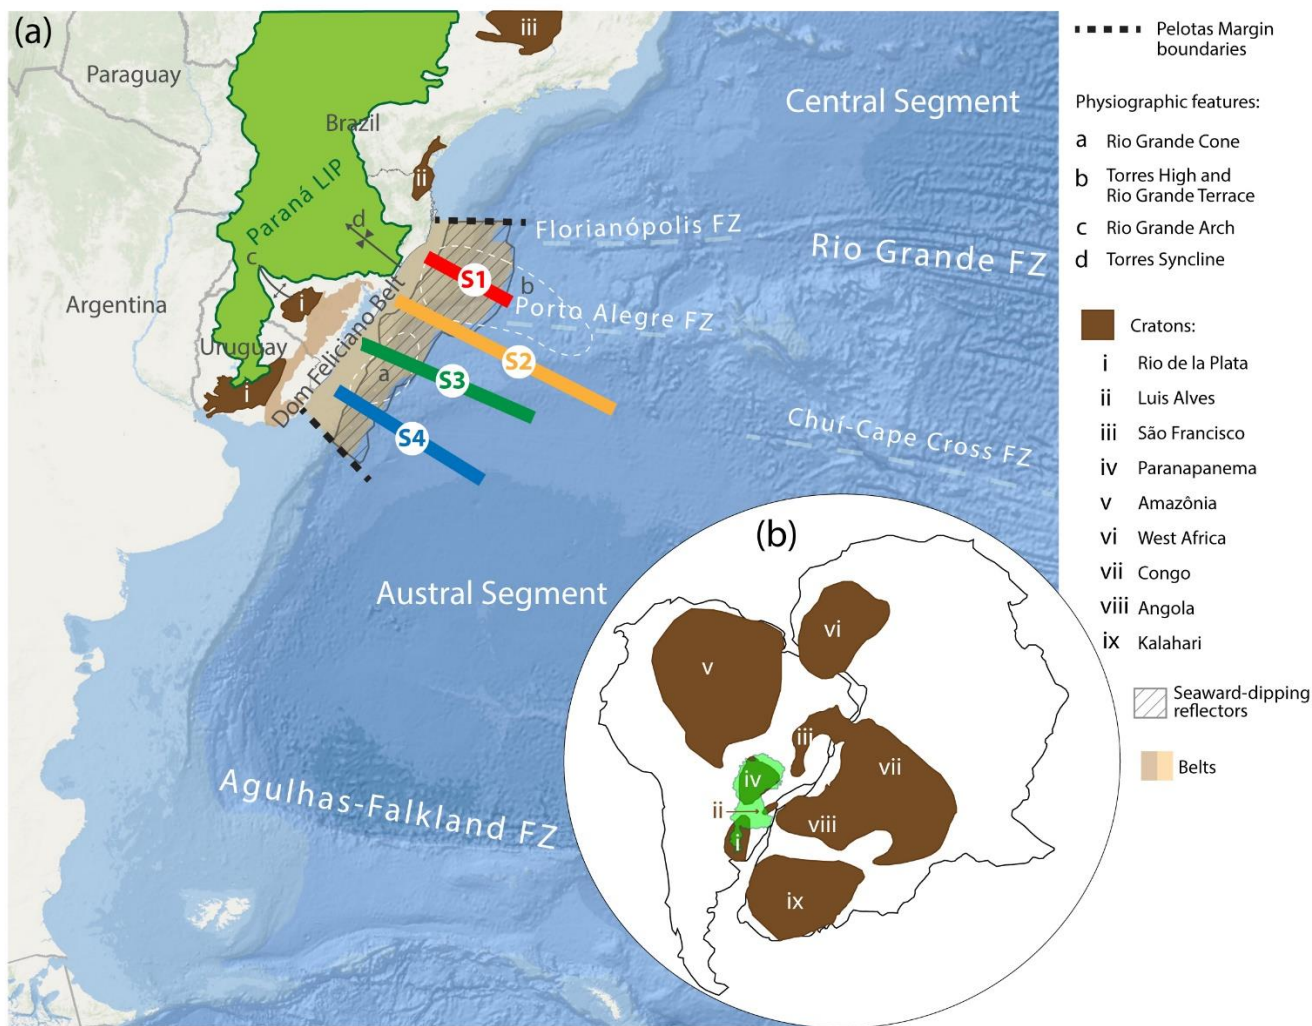 (a)
iii
Paraguay
Central Segment
Brazil
ii
Paraná LIP
d
Florianópolis FZ
Rio Grande FZ
c
S1
b
Argentina
i
Porto Alegre FZ
Uruguay
Dom Feliciano Belt
S2
i
a
S3
S4
Chuí-Cape Cross FZ
Austral Segment
Agulhas-Falkland FZ
(b)
vi
v
iii
iv
vii
ii
viii
i
ix
Pelotas Margin
boundaries
Physiographic features:
a Rio Grande Cone
b Torres High and
Rio Grande Terrace
c Rio Grande Arch
d Torres Syncline
Cratons:
i Rio de la Plata
ii Luis Alves
iii São Francisco
iv Paranapanema
v Amazônia
vi West Africa
vii Congo
viii Angola
ix Kalahari
Seaward-dipping
reflectors
Belts